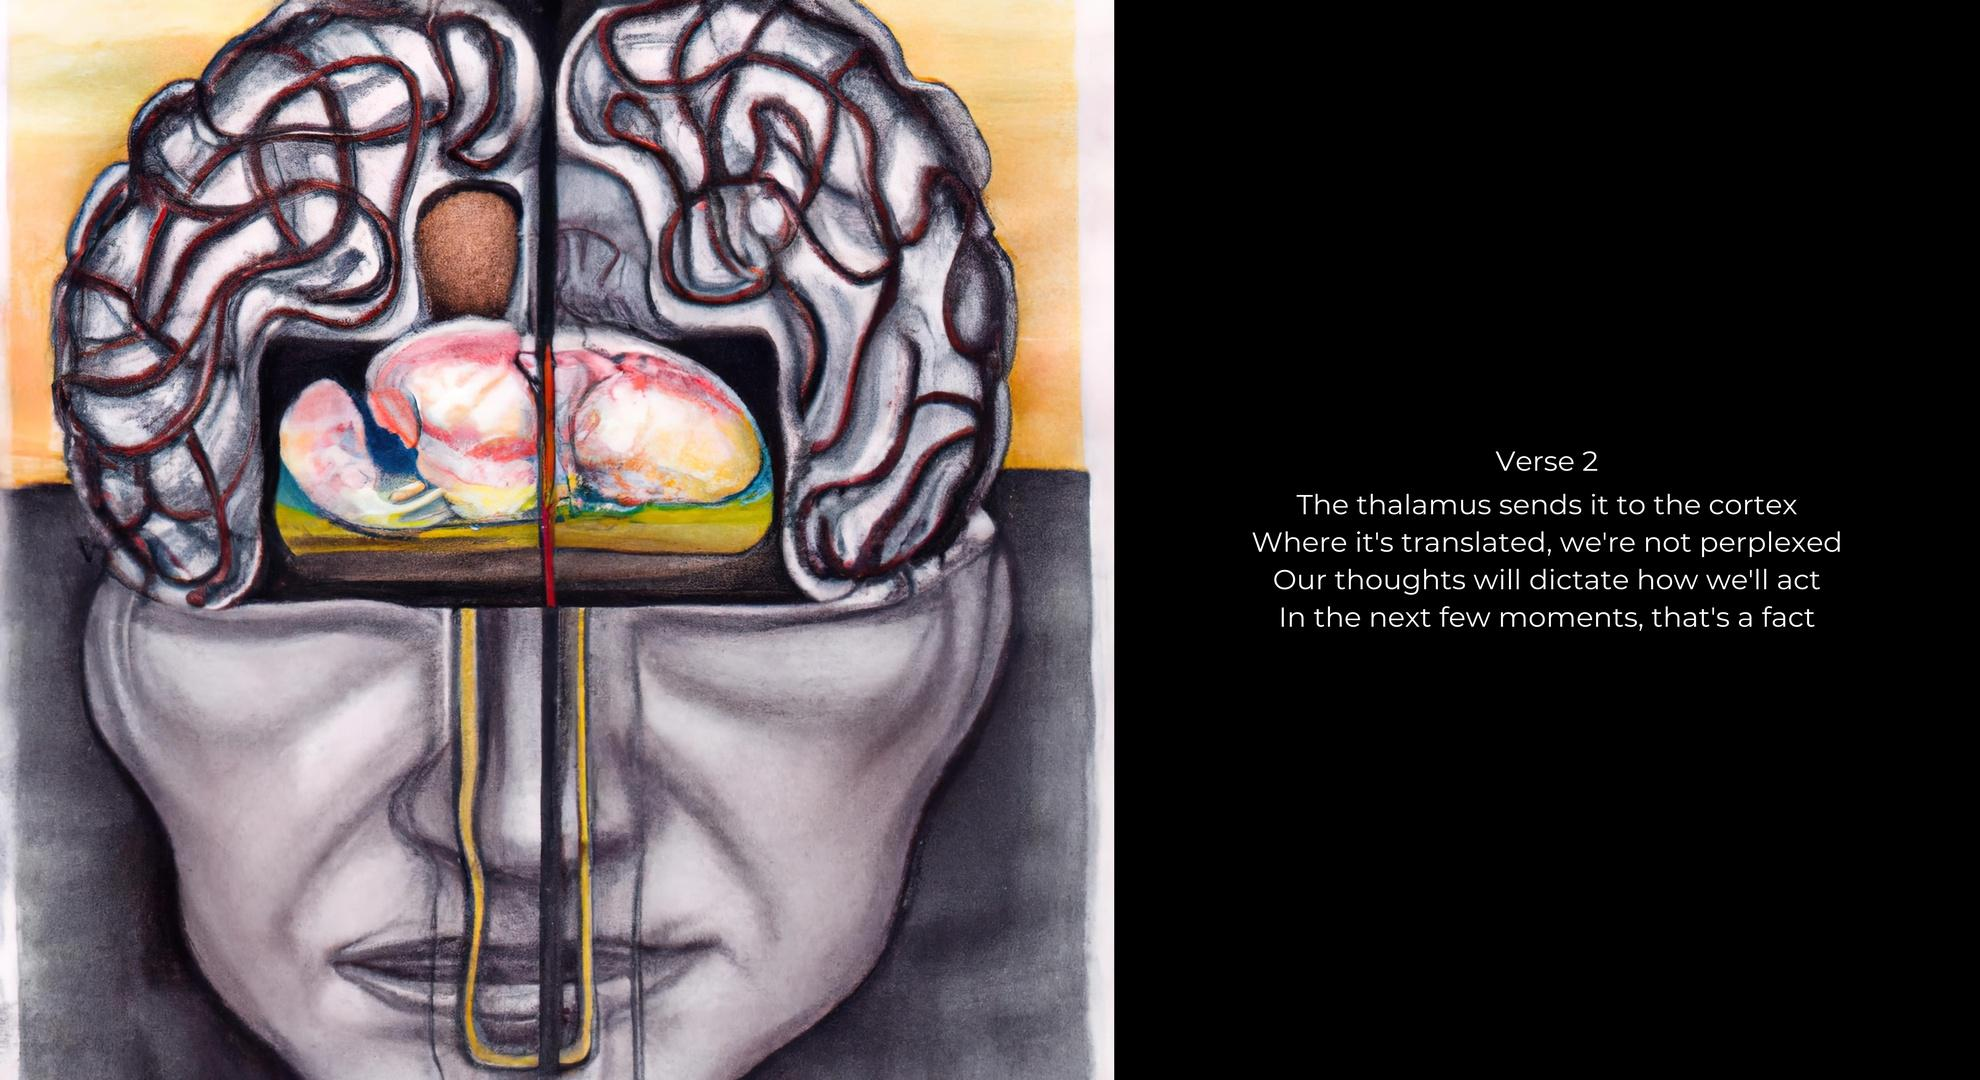 Verse 2
The thalamus sends it to the cortex
Where it's translated, we're not perplexed
Our thoughts will dictate how we'll act
In the next few moments, that's a fact